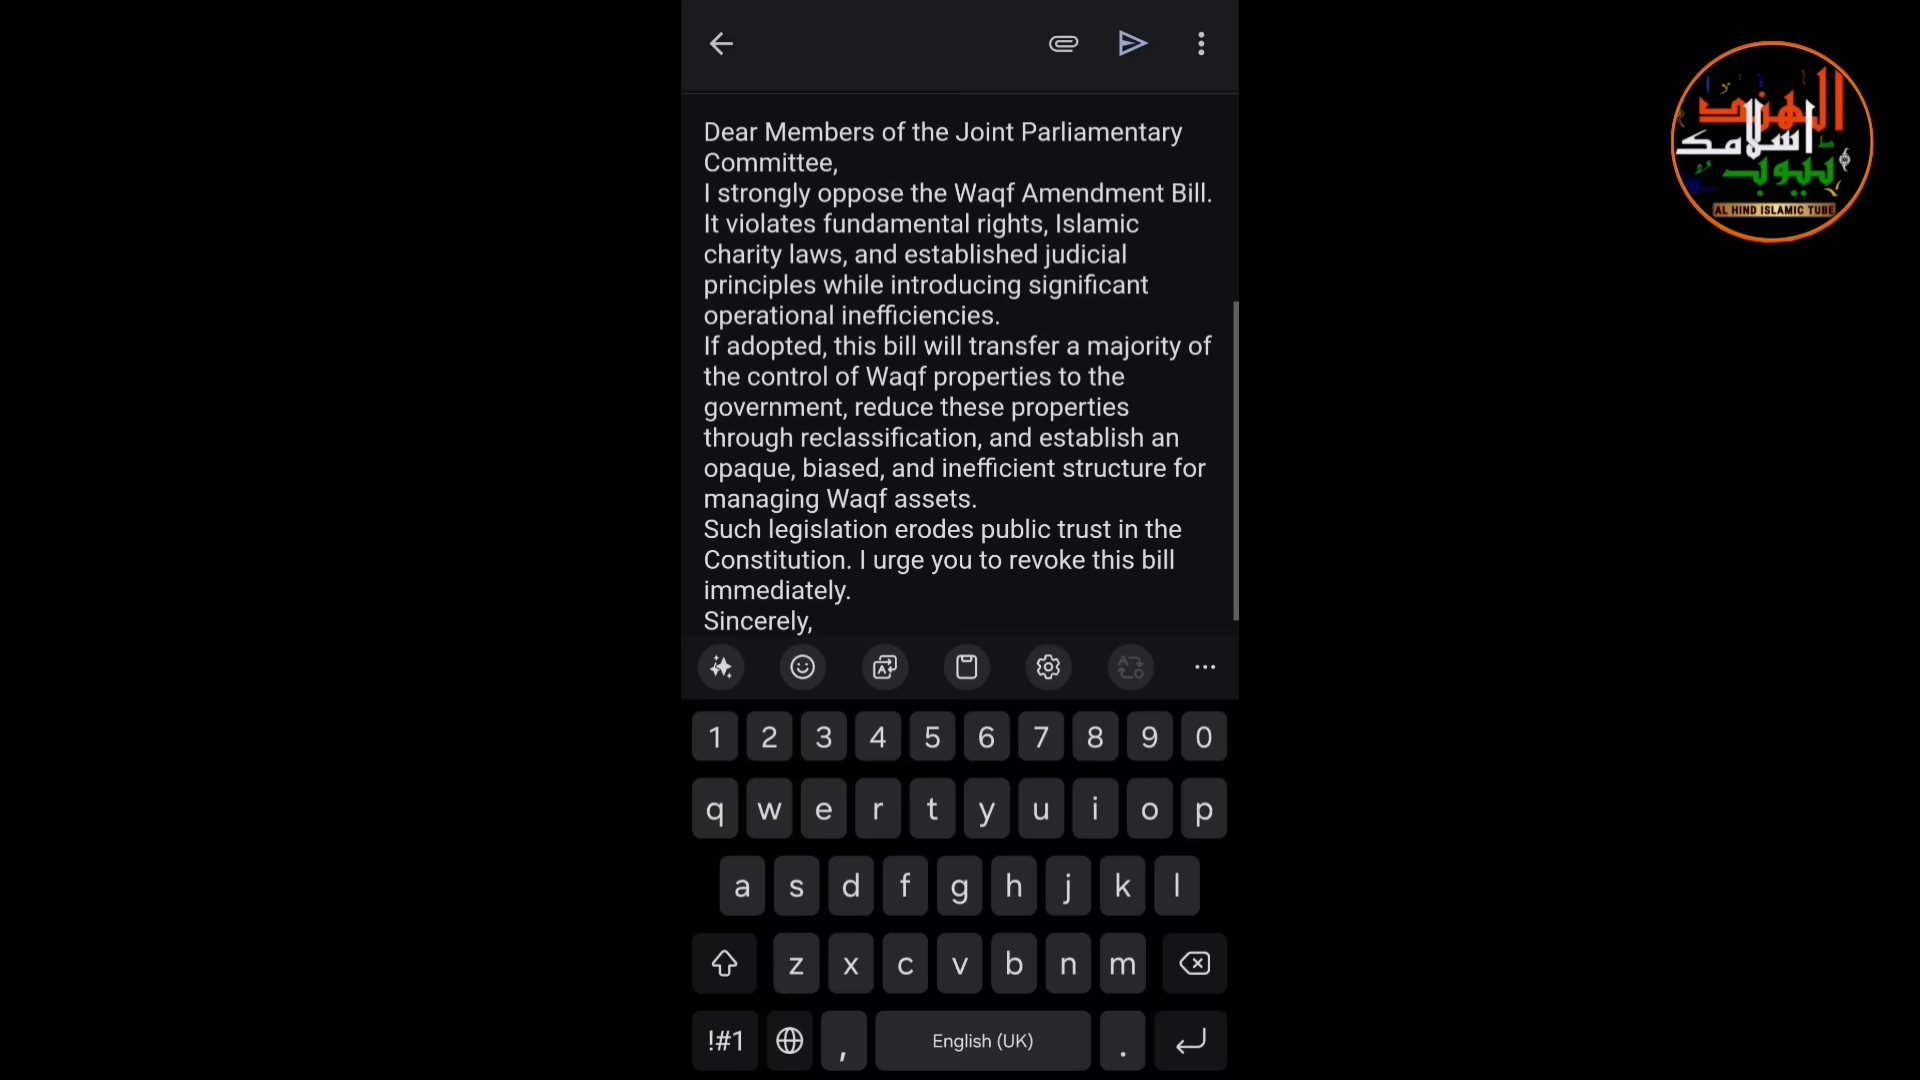 Dear Members of the Joint Parliamentary
Committee,
I strongly oppose the Waqf Amendment Bill.
It violates fundamental rights, Islamic
charity laws, and established judicial
principles while introducing significant
operational inefficiencies.
If adopted, this bill will transfer a majority of
the control of Waqf properties to the
government, reduce these properties
through reclassification, and establish an
opaque, biased, and inefficient structure for
managing Waqf assets.
Such legislation erodes public trust in the
Constitution. I urge you to revoke this bill
immediately.
Sincerely,
1 2 3 4 5 6 7 8 9 0
q w e r t y u i o p
a s d f g h j k l
z x c v b n m
!#1 , English (UK) .
الهند
اسلامک
ٹیوب
AL HIND ISLAMIC TUBE